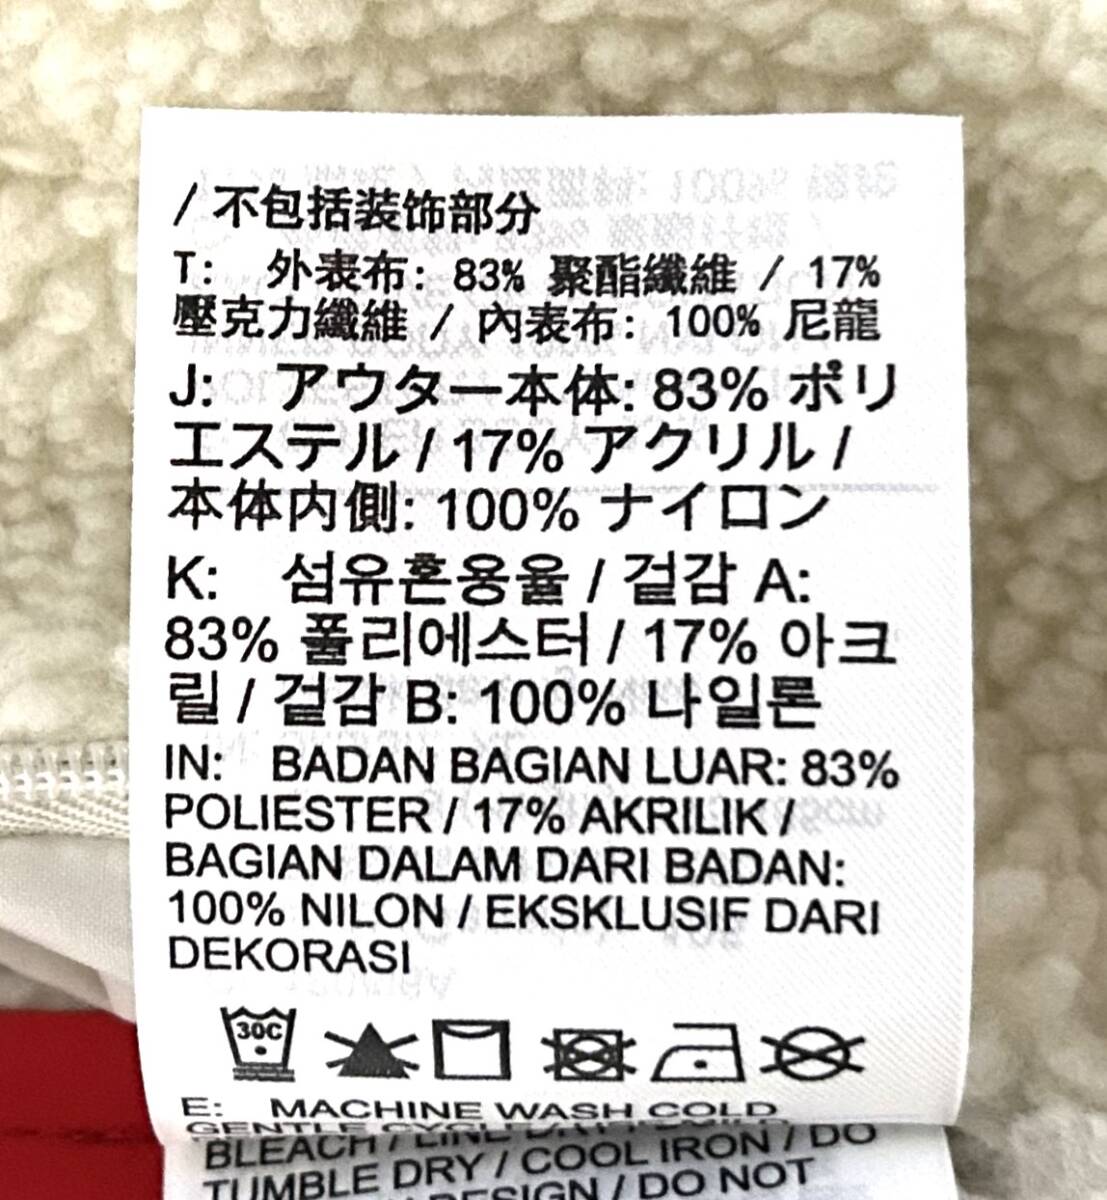 / 不包括装饰部分
T: 外表布: 83% 聚酯纖維 / 17%
壓克力纖維 / 內表布: 100% 尼龍
J: アウター本体: 83% ポリ
エステル / 17% アクリル /
本体内側: 100% ナイロン
K: 섬유혼용율 / 겉감 A:
83% 폴리에스터 / 17% 아크
릴 / 겉감 B: 100% 나일론
IN: BADAN BAGIAN LUAR: 83%
POLIESTER / 17% AKRILIK /
BAGIAN DALAM DARI BADAN:
100% NILON / EKSKLUSIF DARI
DEKORASI
30C
E: MACHINE WASH COLD
GENTLE CYCLE
BLEACH / LINE
TUMBLE DRY / COOL IRON / DO
DESIGN / DO NOT